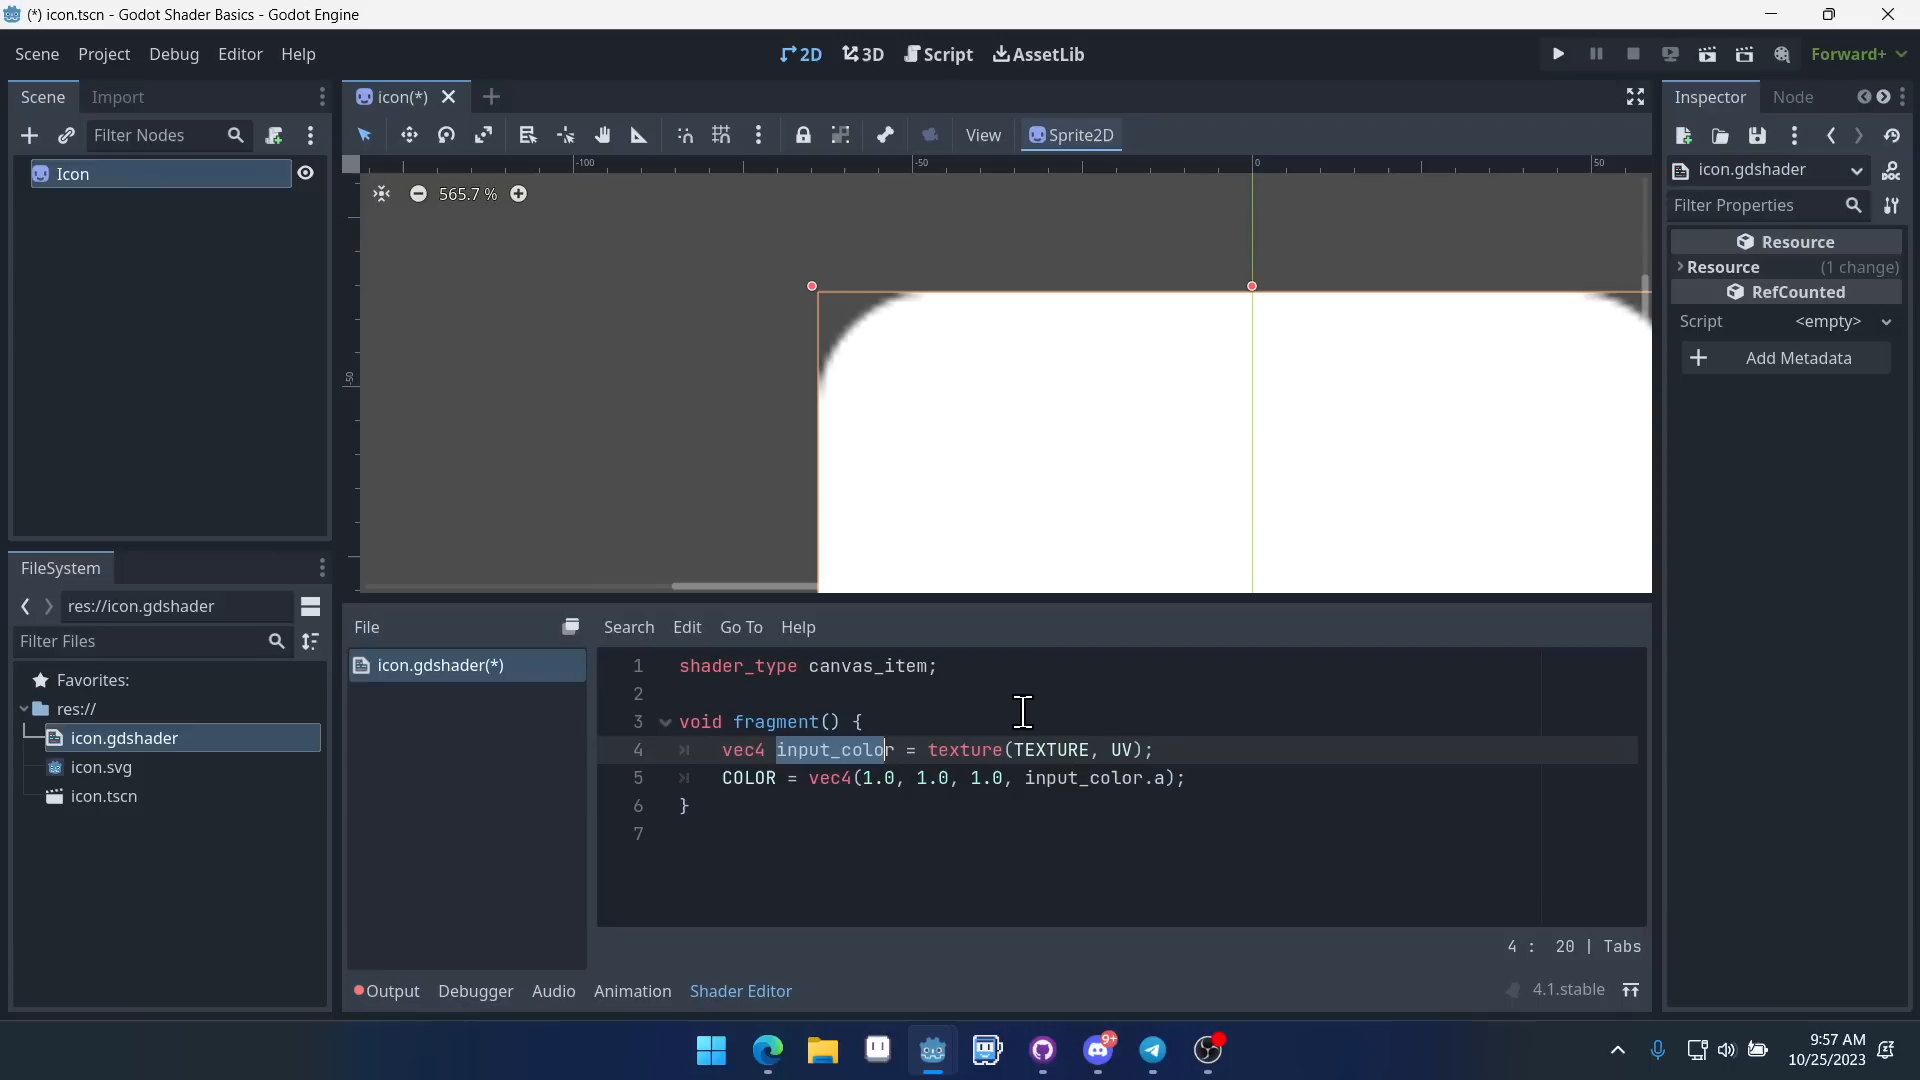 (*) icon.tscn - Godot Shader Basics - Godot Engine
Scene Project Debug Editor Help
2D 3D Script AssetLib
Forward+
Scene Import
Filter Nodes
Icon
icon(*)
View Sprite2D
-100 -50 0 50
-50
565.7 %
FileSystem
res://icon.gdshader
Filter Files
Favorites:
res://
icon.gdshader
icon.svg
icon.tscn
File
icon.gdshader(*)
Search Edit Go To Help
1 shader_type canvas_item;
2
3 void fragment() {
4 vec4 input_color = texture(TEXTURE, UV);
5 COLOR = vec4(1.0, 1.0, 1.0, input_color.a);
6 }
7
4 : 20 | Tabs
Output Debugger Audio Animation Shader Editor
4.1.stable
Inspector Node
icon.gdshader
DOC
Filter Properties
Resource
Resource (1 change)
RefCounted
Script <empty>
Add Metadata
9+
9:57 AM
10/25/2023